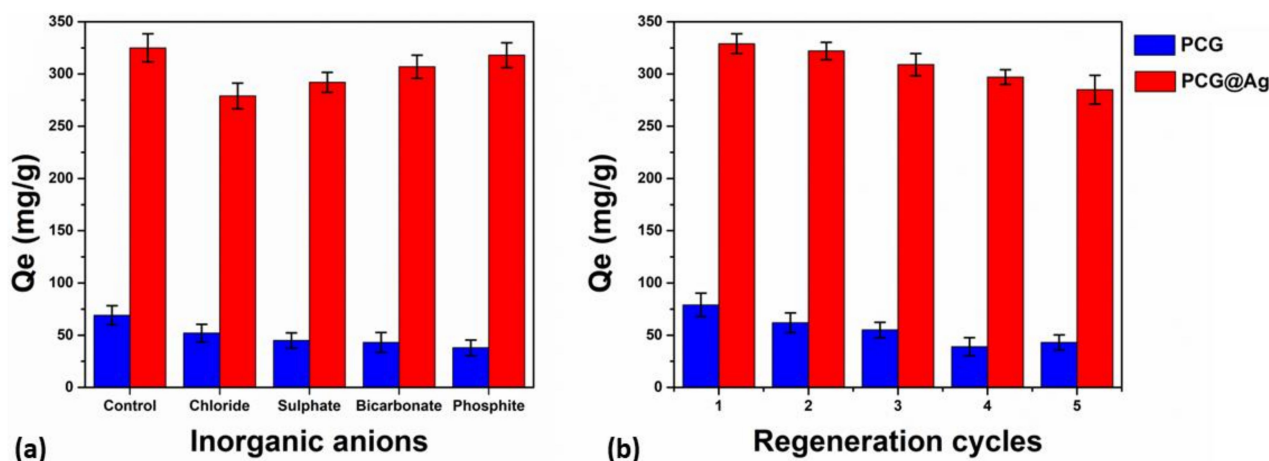 350
300
250
200
150
100
50
0
Qe (mg/g)
Control Chloride Sulphate Bicarbonate Phosphite
(a) Inorganic anions
350
300
250
200
150
100
50
0
Qe (mg/g)
1 2 3 4 5
(b) Regeneration cycles
PCG
PCG@Ag